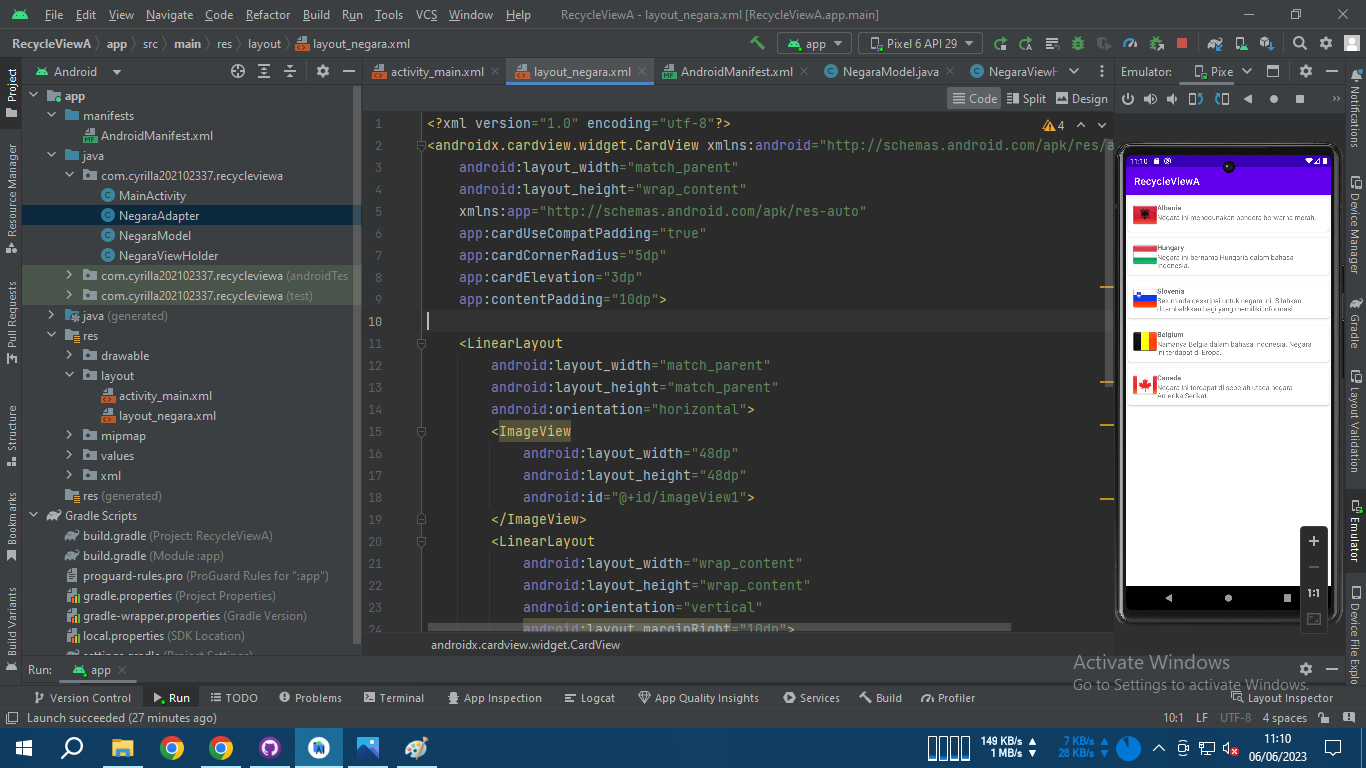 File Edit View Navigate Code Refactor Build Run Tools VCS Window Help RecycleViewA - layout_negara.xml [RecycleViewA.app.main]
RecycleViewA app src main res layout layout_negara.xml app Pixel 6 API 29
Android activity_main.xml layout_negara.xml AndroidManifest.xml NegaraModel.java NegaraView Emulator: Pixe
Code Split Design
Project
Resource Manager
Pull Requests
Structure
Bookmarks
Build Variants
app
manifests
AndroidManifest.xml
java
com.cyrilla202102337.recycleviewa
MainActivity
NegaraAdapter
NegaraModel
NegaraViewHolder
com.cyrilla202102337.recycleviewa (androidTes
com.cyrilla202102337.recycleviewa (test)
java (generated)
res
drawable
layout
activity_main.xml
layout_negara.xml
mipmap
values
xml
res (generated)
Gradle Scripts
build.gradle (Project: RecycleViewA)
build.gradle (Module :app)
proguard-rules.pro (ProGuard Rules for ":app")
gradle.properties (Project Properties)
gradle-wrapper.properties (Gradle Version)
local.properties (SDK Location)
settings.gradle (Project Settings)
4
1 <?xml version="1.0" encoding="utf-8"?>
2 <androidx.cardview.widget.CardView xmlns:android="http://schemas.android.com/apk/res/a
3 android:layout_width="match_parent"
4 android:layout_height="wrap_content"
5 xmlns:app="http://schemas.android.com/apk/res-auto"
6 app:cardUseCompatPadding="true"
7 app:cardCornerRadius="5dp"
8 app:cardElevation="3dp"
9 app:contentPadding="10dp">
10
11 <LinearLayout
12 android:layout_width="match_parent"
13 android:layout_height="match_parent"
14 android:orientation="horizontal">
15 <ImageView
16 android:layout_width="48dp"
17 android:layout_height="48dp"
18 android:id="@+id/imageView1">
19 </ImageView>
20 <LinearLayout
21 android:layout_width="wrap_content"
22 android:layout_height="wrap_content"
23 android:orientation="vertical"
24 android:layout_marginRight="10dp">
androidx.cardview.widget.CardView
11:10
RecycleViewA
Albania
Negara ini menggunakan bendera berwarna merah.
Hungary
Negara ini bernama Hungaria dalam bahasa
Indonesia.
Slovenia
Belum ada deskripsi untuk negara ini. Silahkan
ditambahkan bagi yang memiliki informasi.
Belgium
Namanya Belgia dalam bahasa Indonesia. Negara
ini terdapat di Eropa.
Canada
Negara ini terdapat di sebelah utada negara
Amerika Serikat.
1:1
Notifications
Device Manager
Gradle
Layout Validation
Emulator
Device File Explo
Run: app
Activate Windows
Go to Settings to activate Windows.
Version Control Run TODO Problems Terminal App Inspection Logcat App Quality Insights Services Build Profiler Layout Inspector
Launch succeeded (27 minutes ago) 10:1 LF UTF-8 4 spaces
149 KB/s
1 MB/s
7 KB/s
28 KB/s
11:10
06/06/2023